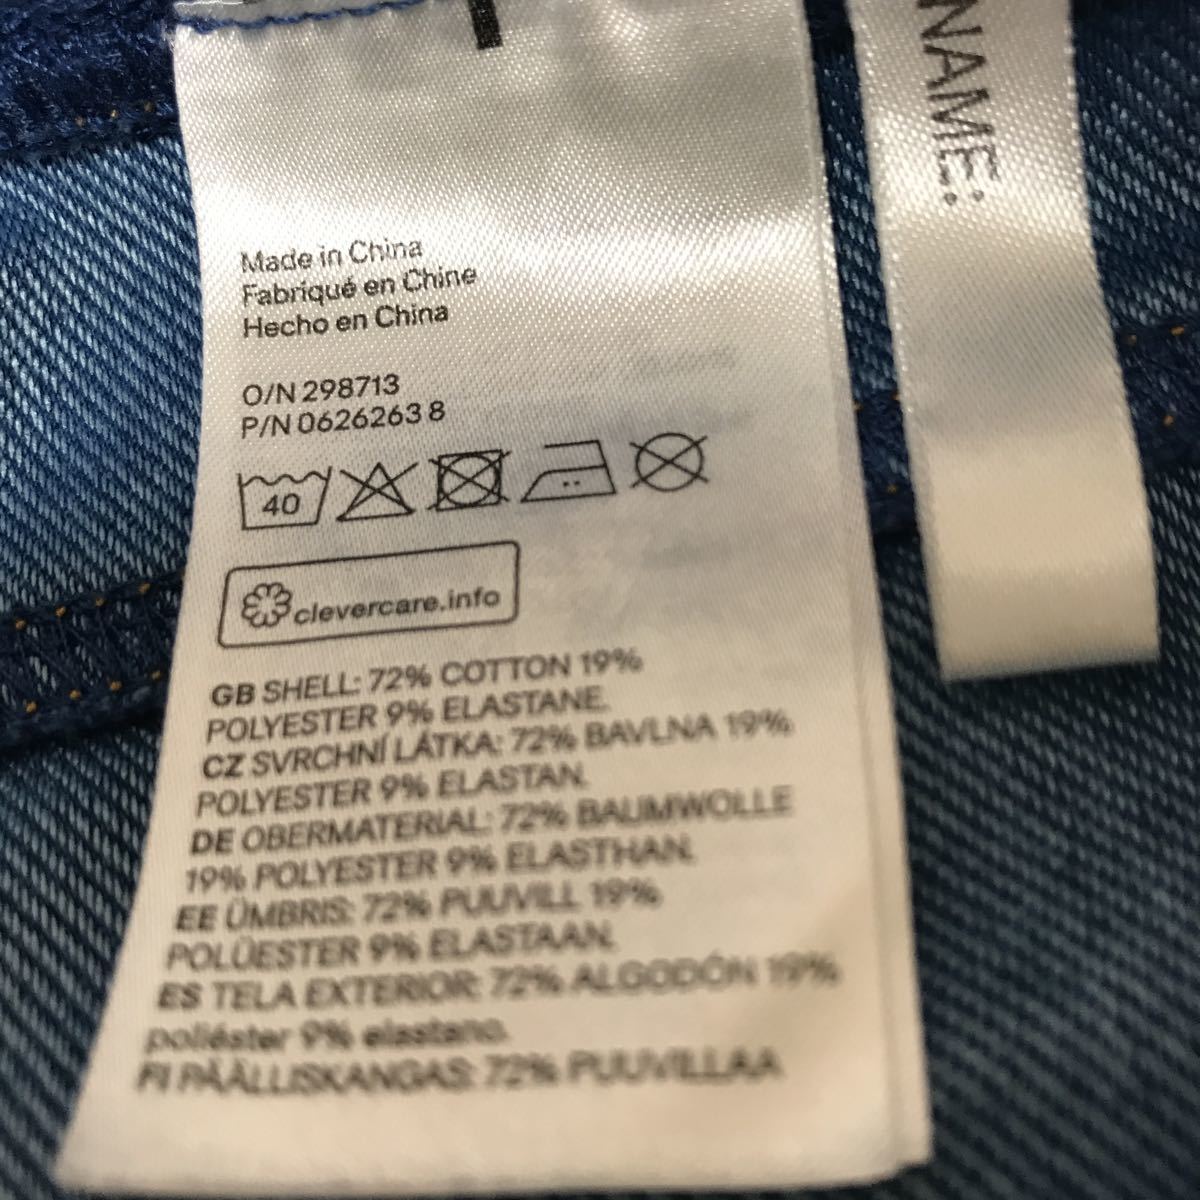 NAME:
Made in China
Fabriqué en Chine
Hecho en China
O/N 298713
P/N 0626263 8
40
clevercare.info
GB SHELL: 72% COTTON 19%
POLYESTER 9% ELASTANE.
CZ SVRCHNÍ LÁTKA: 72% BAVLNA 19%
POLYESTER 9% ELASTAN.
DE OBERMATERIAL: 72% BAUMWOLLE
19% POLYESTER 9% ELASTHAN.
EE ÜMBRIS: 72% PUUVILL 19%
POLÜESTER 9% ELASTAAN.
ES TELA EXTERIOR: 72% ALGODÓN 19%
poliéster 9% elastano.
FI PÄÄLLISKANGAS: 72% PUUVILLAA